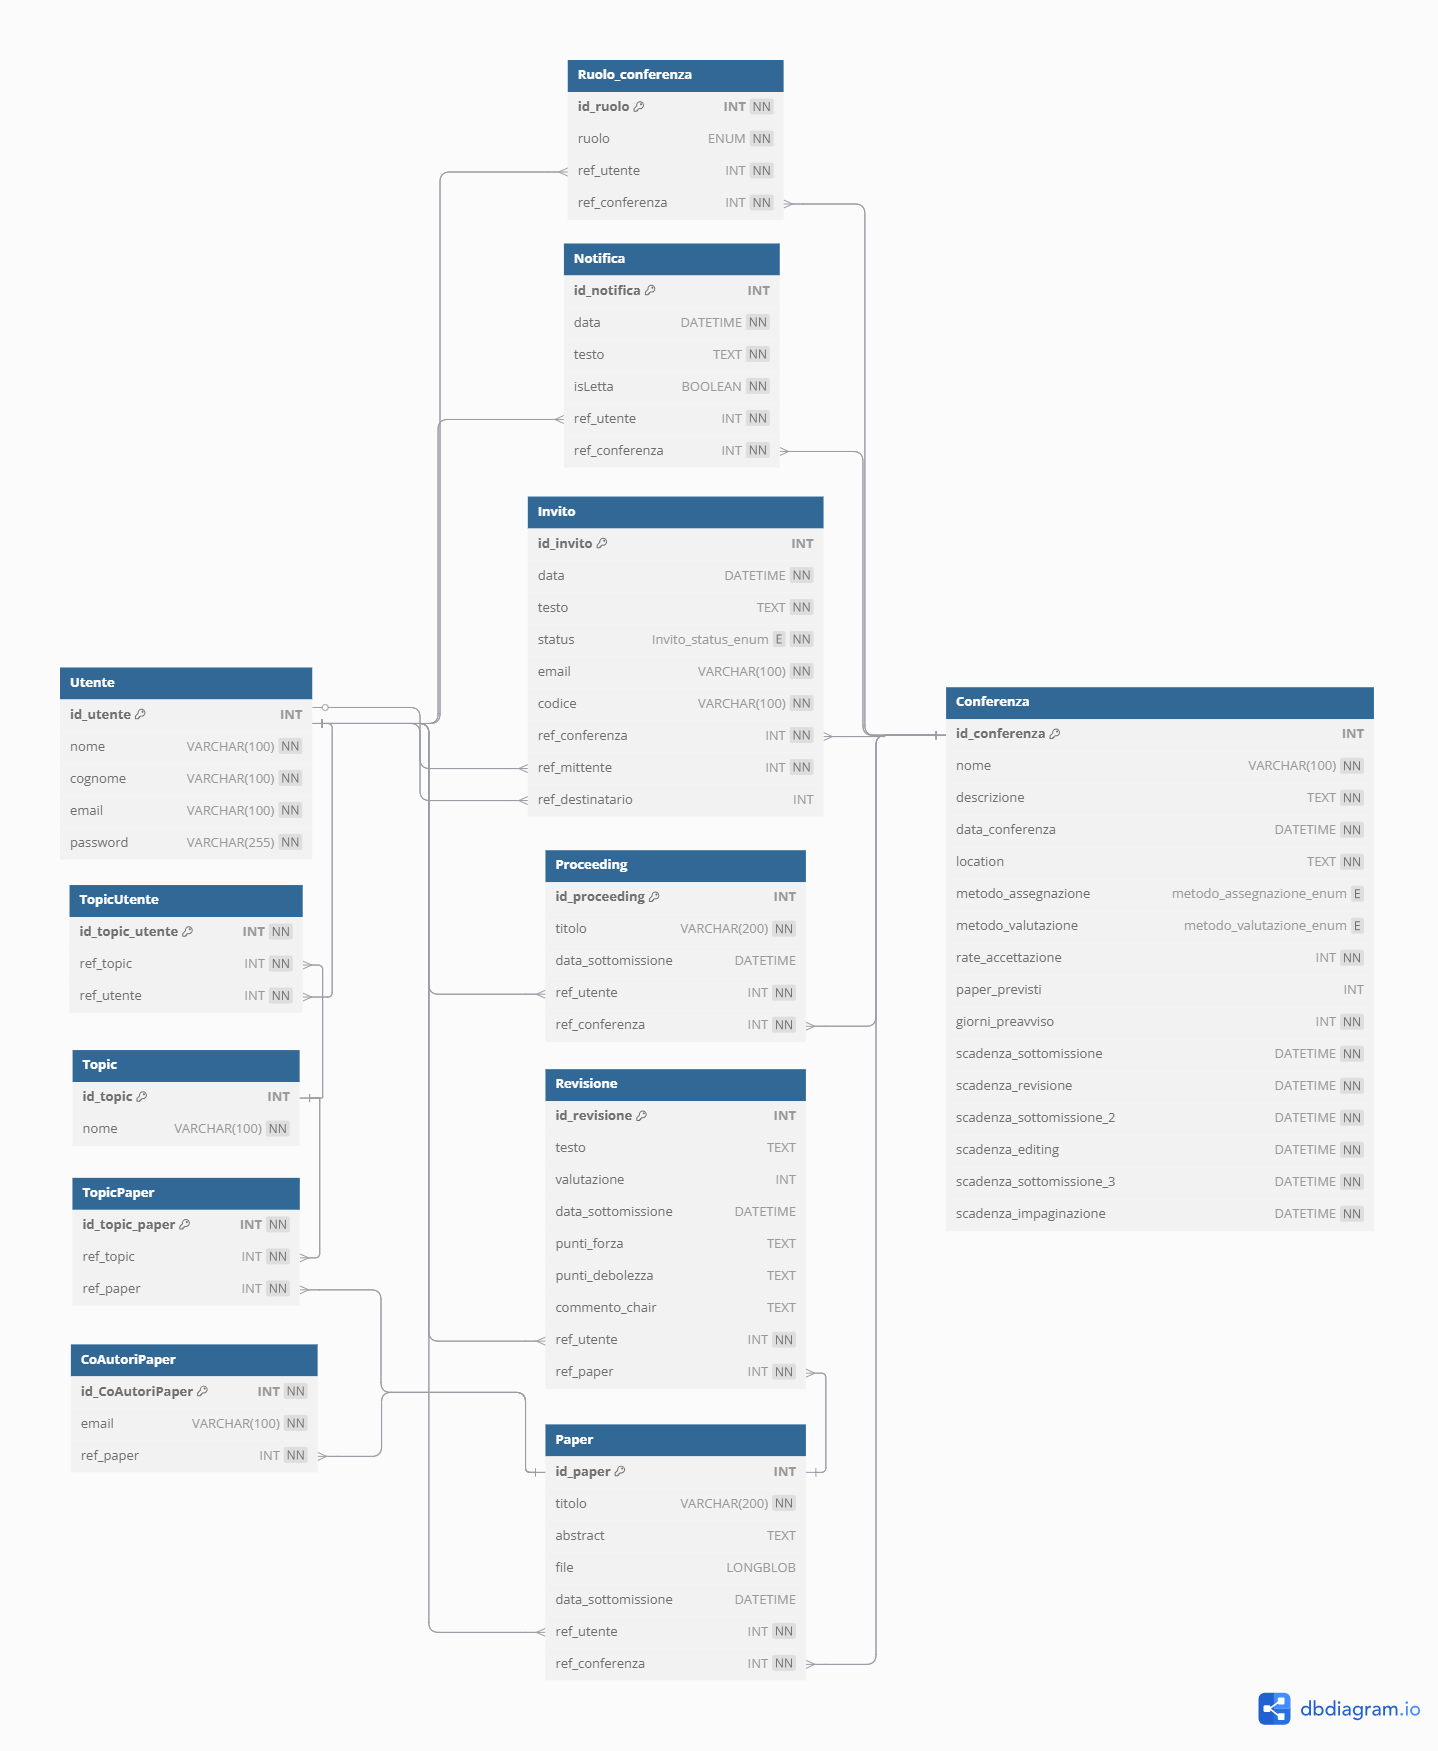 Ruolo_conferenza
id_ruolo INT NN
ruolo ENUM NN
ref_utente INT NN
ref_conferenza INT NN
Notifica
id_notifica INT
data DATETIME NN
testo TEXT NN
isLetta BOOLEAN NN
ref_utente INT NN
ref_conferenza INT NN
Invito
id_invito INT
data DATETIME NN
testo TEXT NN
status Invito_status_enum E NN
email VARCHAR(100) NN
codice VARCHAR(100) NN
ref_conferenza INT NN
ref_mittente INT NN
ref_destinatario INT
Utente
id_utente INT
nome VARCHAR(100) NN
cognome VARCHAR(100) NN
email VARCHAR(100) NN
password VARCHAR(255) NN
Conferenza
id_conferenza INT
nome VARCHAR(100) NN
descrizione TEXT NN
data_conferenza DATETIME NN
location TEXT NN
metodo_assegnazione metodo_assegnazione_enum E
metodo_valutazione metodo_valutazione_enum E
rate_accettazione INT NN
paper_previsti INT
giorni_preavviso INT NN
scadenza_sottomissione DATETIME NN
scadenza_revisione DATETIME NN
scadenza_sottomissione_2 DATETIME NN
scadenza_editing DATETIME NN
scadenza_sottomissione_3 DATETIME NN
scadenza_impaginazione DATETIME NN
Proceeding
id_proceeding INT
titolo VARCHAR(200) NN
data_sottomissione DATETIME
ref_utente INT NN
ref_conferenza INT NN
TopicUtente
id_topic_utente INT NN
ref_topic INT NN
ref_utente INT NN
Topic
id_topic INT
nome VARCHAR(100) NN
Revisione
id_revisione INT
testo TEXT
valutazione INT
data_sottomissione DATETIME
punti_forza TEXT
punti_debolezza TEXT
commento_chair TEXT
ref_utente INT NN
ref_paper INT NN
TopicPaper
id_topic_paper INT NN
ref_topic INT NN
ref_paper INT NN
CoAutoriPaper
id_CoAutoriPaper INT NN
email VARCHAR(100) NN
ref_paper INT NN
Paper
id_paper INT
titolo VARCHAR(200) NN
abstract TEXT
file LONGBLOB
data_sottomissione DATETIME
ref_utente INT NN
ref_conferenza INT NN
dbdiagram.io